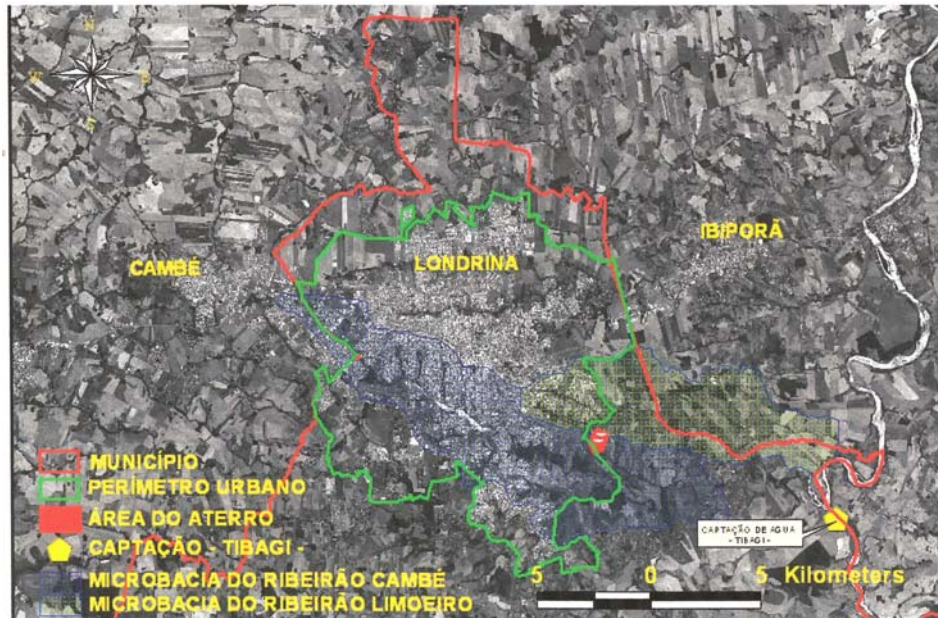 N
W
S
IBIPORÃ
CAMBÉ
LONDRINA
MUNICÍPIO
PERÍMETRO URBANO
ÁREA DO ATERRO
CAPTAÇÃO - TIBAGI -
MICROBACIA DO RIBEIRÃO CAMBÉ
MICROBACIA DO RIBEIRÃO LIMOEIRO
CAPTAÇÃO DE AGUA
- TIBAGI -
5 0 5 Kilometers